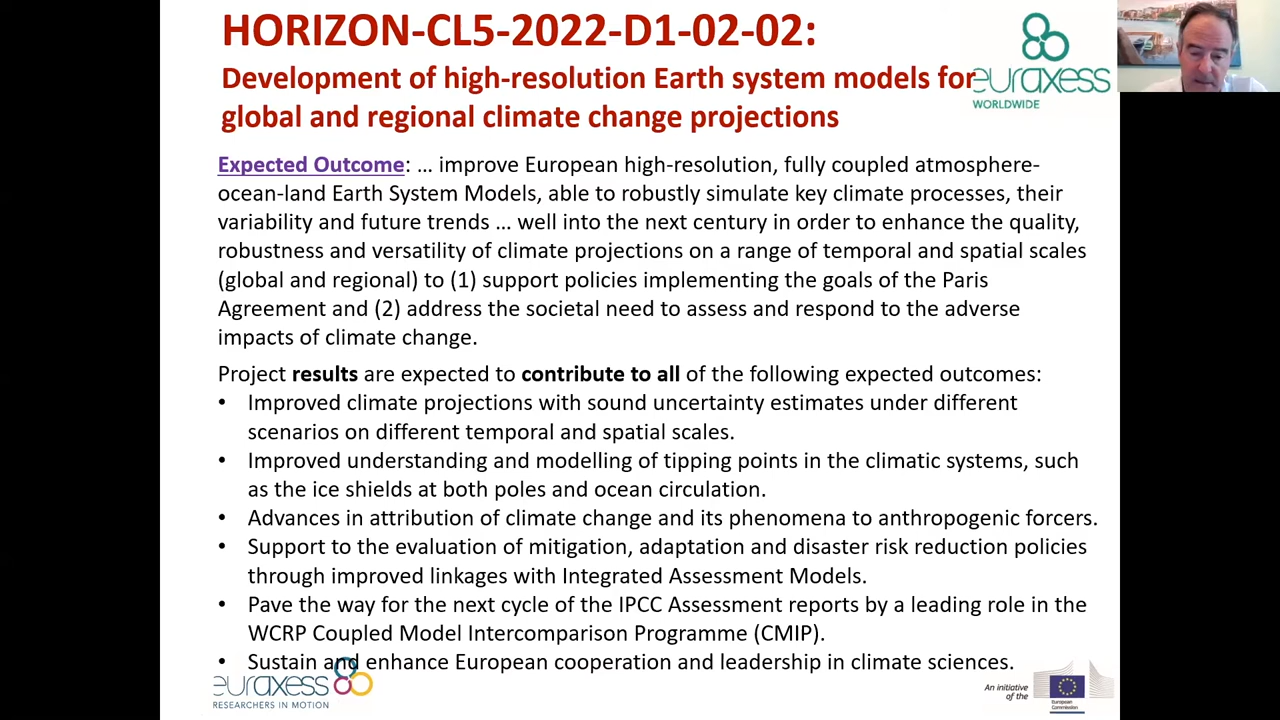 HORIZON-CL5-2022-D1-02-02:
Development of high-resolution Earth system models for
global and regional climate change projections
euraxess
WORLDWIDE
Expected Outcome: … improve European high-resolution, fully coupled atmosphere-
ocean-land Earth System Models, able to robustly simulate key climate processes, their
variability and future trends … well into the next century in order to enhance the quality,
robustness and versatility of climate projections on a range of temporal and spatial scales
(global and regional) to (1) support policies implementing the goals of the Paris
Agreement and (2) address the societal need to assess and respond to the adverse
impacts of climate change.
Project results are expected to contribute to all of the following expected outcomes:
• Improved climate projections with sound uncertainty estimates under different
scenarios on different temporal and spatial scales.
• Improved understanding and modelling of tipping points in the climatic systems, such
as the ice shields at both poles and ocean circulation.
• Advances in attribution of climate change and its phenomena to anthropogenic forcers.
• Support to the evaluation of mitigation, adaptation and disaster risk reduction policies
through improved linkages with Integrated Assessment Models.
• Pave the way for the next cycle of the IPCC Assessment reports by a leading role in the
WCRP Coupled Model Intercomparison Programme (CMIP).
• Sustain and enhance European cooperation and leadership in climate sciences.
euraxess
RESEARCHERS IN MOTION
An initiative
of the
European
Commission